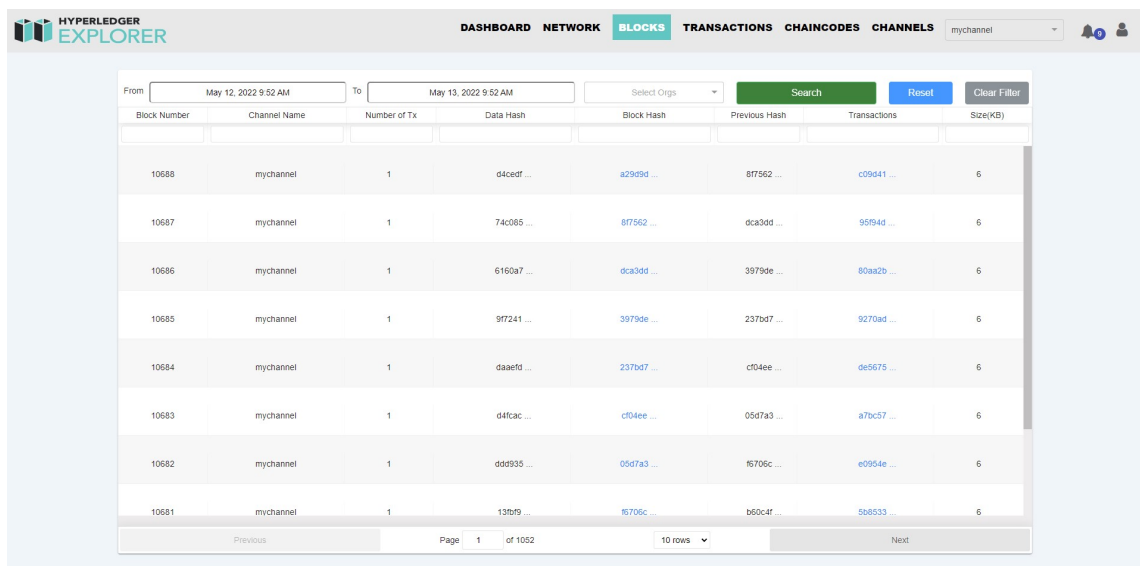 HYPERLEDGER
EXPLORER
DASHBOARD NETWORK BLOCKS TRANSACTIONS CHAINCODES CHANNELS mychannel 9
From May 12, 2022 9:52 AM To May 13, 2022 9:52 AM Select Orgs Search Reset Clear Filter
Block Number Channel Name Number of Tx Data Hash Block Hash Previous Hash Transactions Size(KB)
10688 mychannel 1 d4cedf ... a29d9d ... 8f7562 ... c09d41 ... 6
10687 mychannel 1 74c085 ... 8f7562 ... dca3dd ... 95f94d ... 6
10686 mychannel 1 6160a7 ... dca3dd ... 3979de ... 80aa2b ... 6
10685 mychannel 1 9f7241 ... 3979de ... 237bd7 ... 9270ad ... 6
10684 mychannel 1 daaefd ... 237bd7 ... cf04ee ... de5675 ... 6
10683 mychannel 1 d4fcac ... cf04ee ... 05d7a3 ... a7bc57 ... 6
10682 mychannel 1 ddd935 ... 05d7a3 ... f6706c ... e0954e ... 6
10681 mychannel 1 13fbf9 ... f6706c ... b60c4f ... 5b8533 ... 6
Previous Page 1 of 1052 10 rows Next